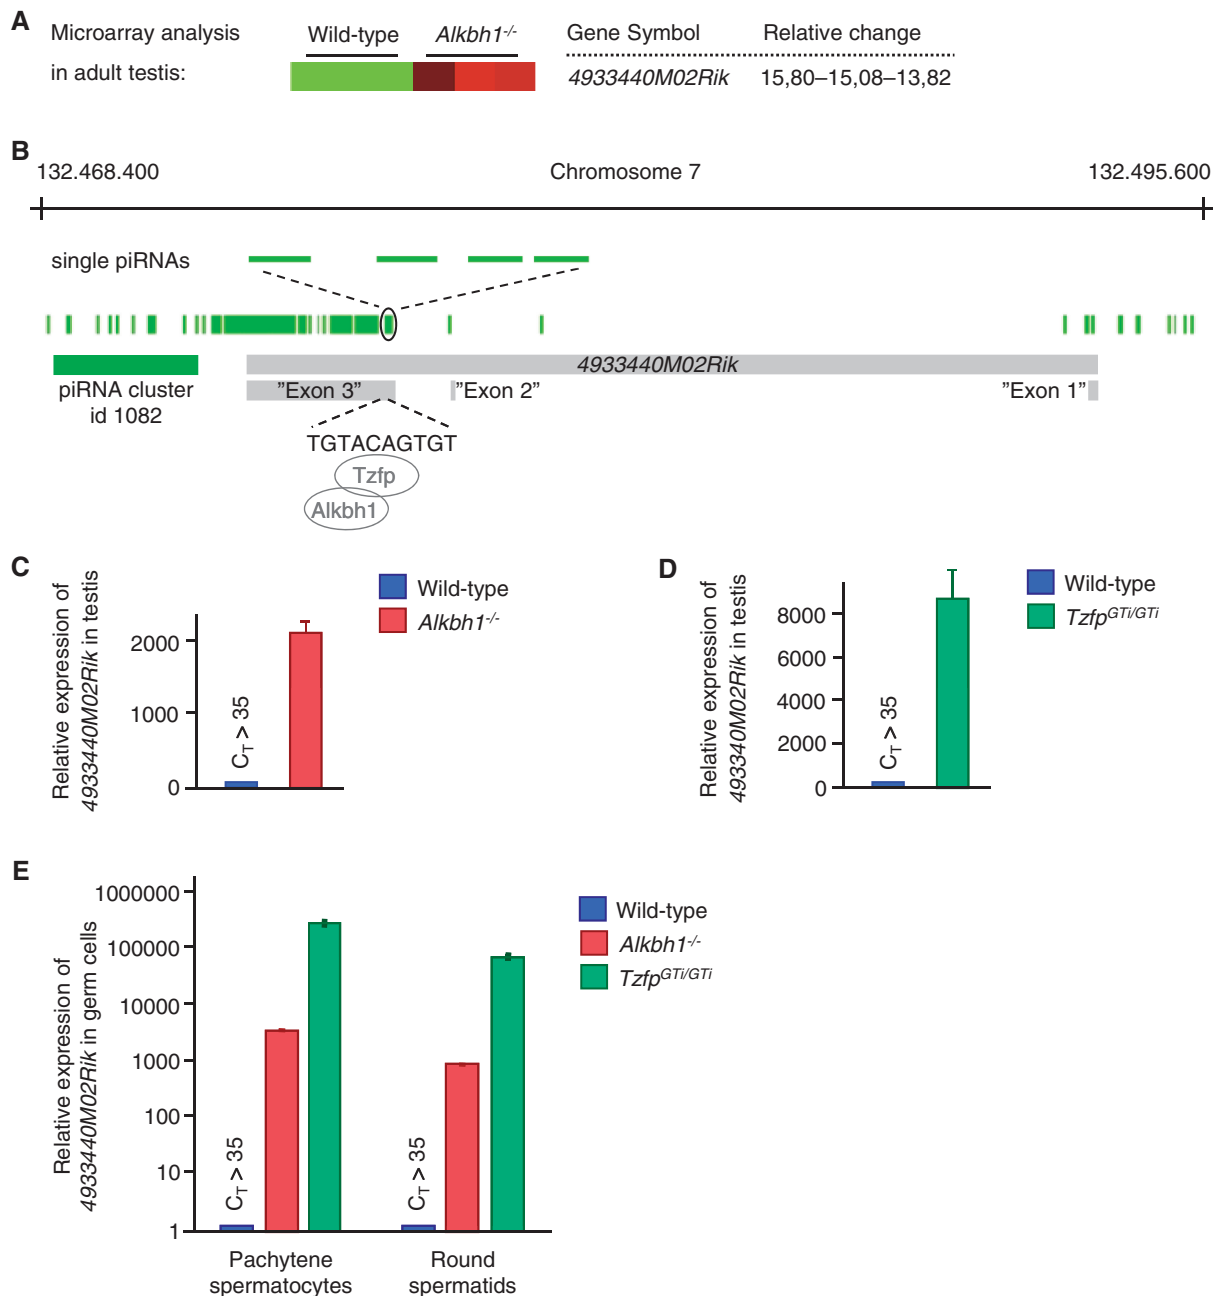 A
Microarray analysis
in adult testis:
Wild-type
Alkbh1-/-
Gene Symbol
Relative change
4933440M02Rik
15,80–15,08–13,82
B
132.468.400
Chromosome 7
132.495.600
single piRNAs
4933440M02Rik
piRNA cluster
id 1082
"Exon 3"
"Exon 2"
"Exon 1"
TGTACAGTGT
Tzfp
Alkbh1
C
Relative expression of
4933440M02Rik in testis
2000
1000
0
CT > 35
Wild-type
Alkbh1-/-
D
Relative expression of
493340M02Rik in testis
8000
6000
4000
2000
0
CT > 35
Wild-type
TzfpGTi/GTi
E
Relative expression of
4933440M02Rik in germ cells
1000000
100000
10000
1000
100
10
1
CT > 35
CT > 35
Pachytene
spermatocytes
Round
spermatids
Wild-type
Alkbh1-/-
TzfpGTi/GTi